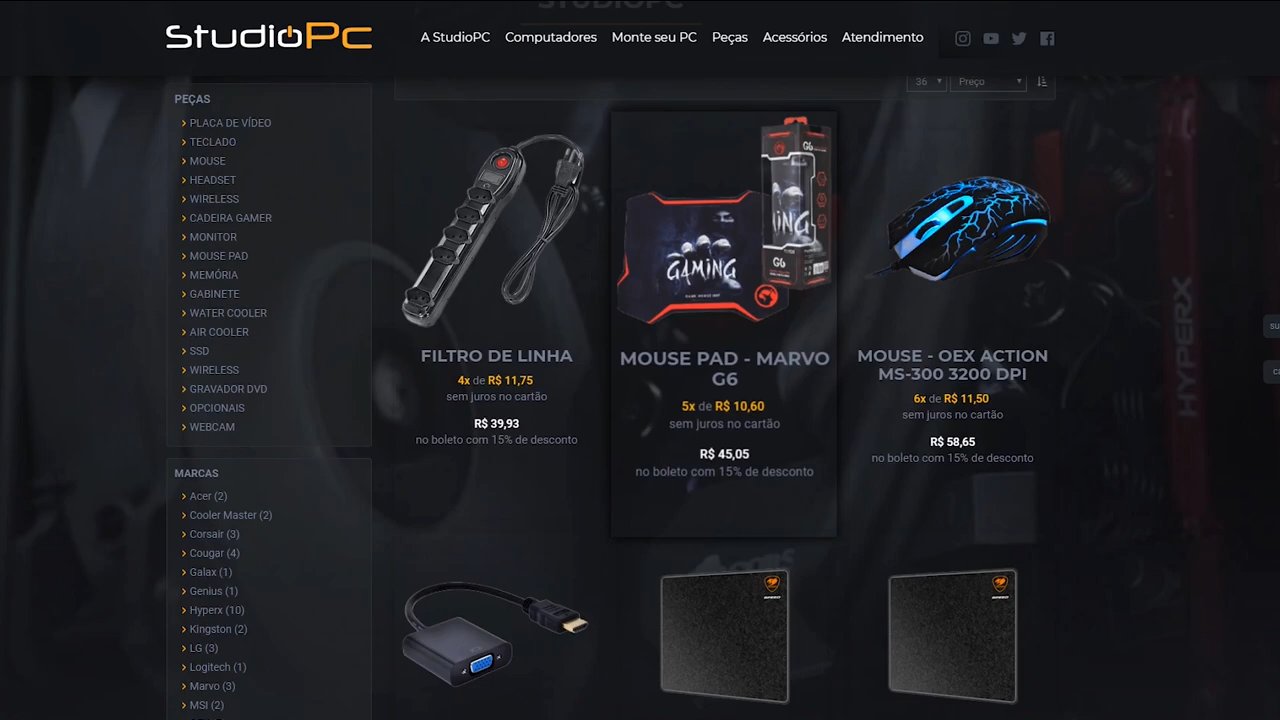 STUDIOPC
StudioPc
A StudioPC
Computadores
Monte seu PC
Peças
Acessórios
Atendimento
36
Preço
PEÇAS
PLACA DE VÍDEO
TECLADO
MOUSE
HEADSET
WIRELESS
CADEIRA GAMER
MONITOR
MOUSE PAD
MEMÓRIA
GABINETE
WATER COOLER
AIR COOLER
SSD
WIRELESS
GRAVADOR DVD
OPCIONAIS
WEBCAM
MARCAS
Acer (2)
Cooler Master (2)
Corsair (3)
Cougar (4)
Galax (1)
Genius (1)
Hyperx (10)
Kingston (2)
LG (3)
Logitech (1)
Marvo (3)
MSI (2)
FILTRO DE LINHA
4x de R$ 11,75
sem juros no cartão
R$ 39,93
no boleto com 15% de desconto
G6
GAMING
G6
MOUSE PAD - MARVO
G6
5x de R$ 10,60
sem juros no cartão
R$ 45,05
no boleto com 15% de desconto
MOUSE - OEX ACTION
MS-300 3200 DPI
6x de R$ 11,50
sem juros no cartão
R$ 58,65
no boleto com 15% de desconto
HYPERX
su
ca
SPEED
SPEED